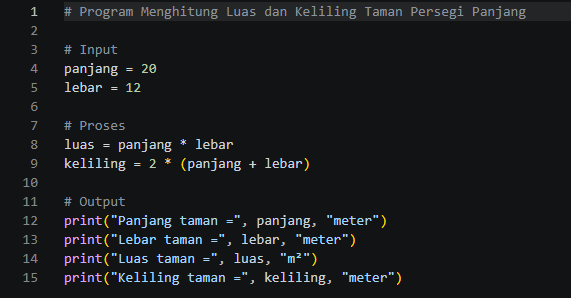 1 # Program Menghitung Luas dan Keliling Taman Persegi Panjang
2
3 # Input
4 panjang = 20
5 lebar = 12
6
7 # Proses
8 luas = panjang * lebar
9 keliling = 2 * (panjang + lebar)
10
11 # Output
12 print("Panjang taman =", panjang, "meter")
13 print("Lebar taman =", lebar, "meter")
14 print("Luas taman =", luas, "m²")
15 print("Keliling taman =", keliling, "meter")